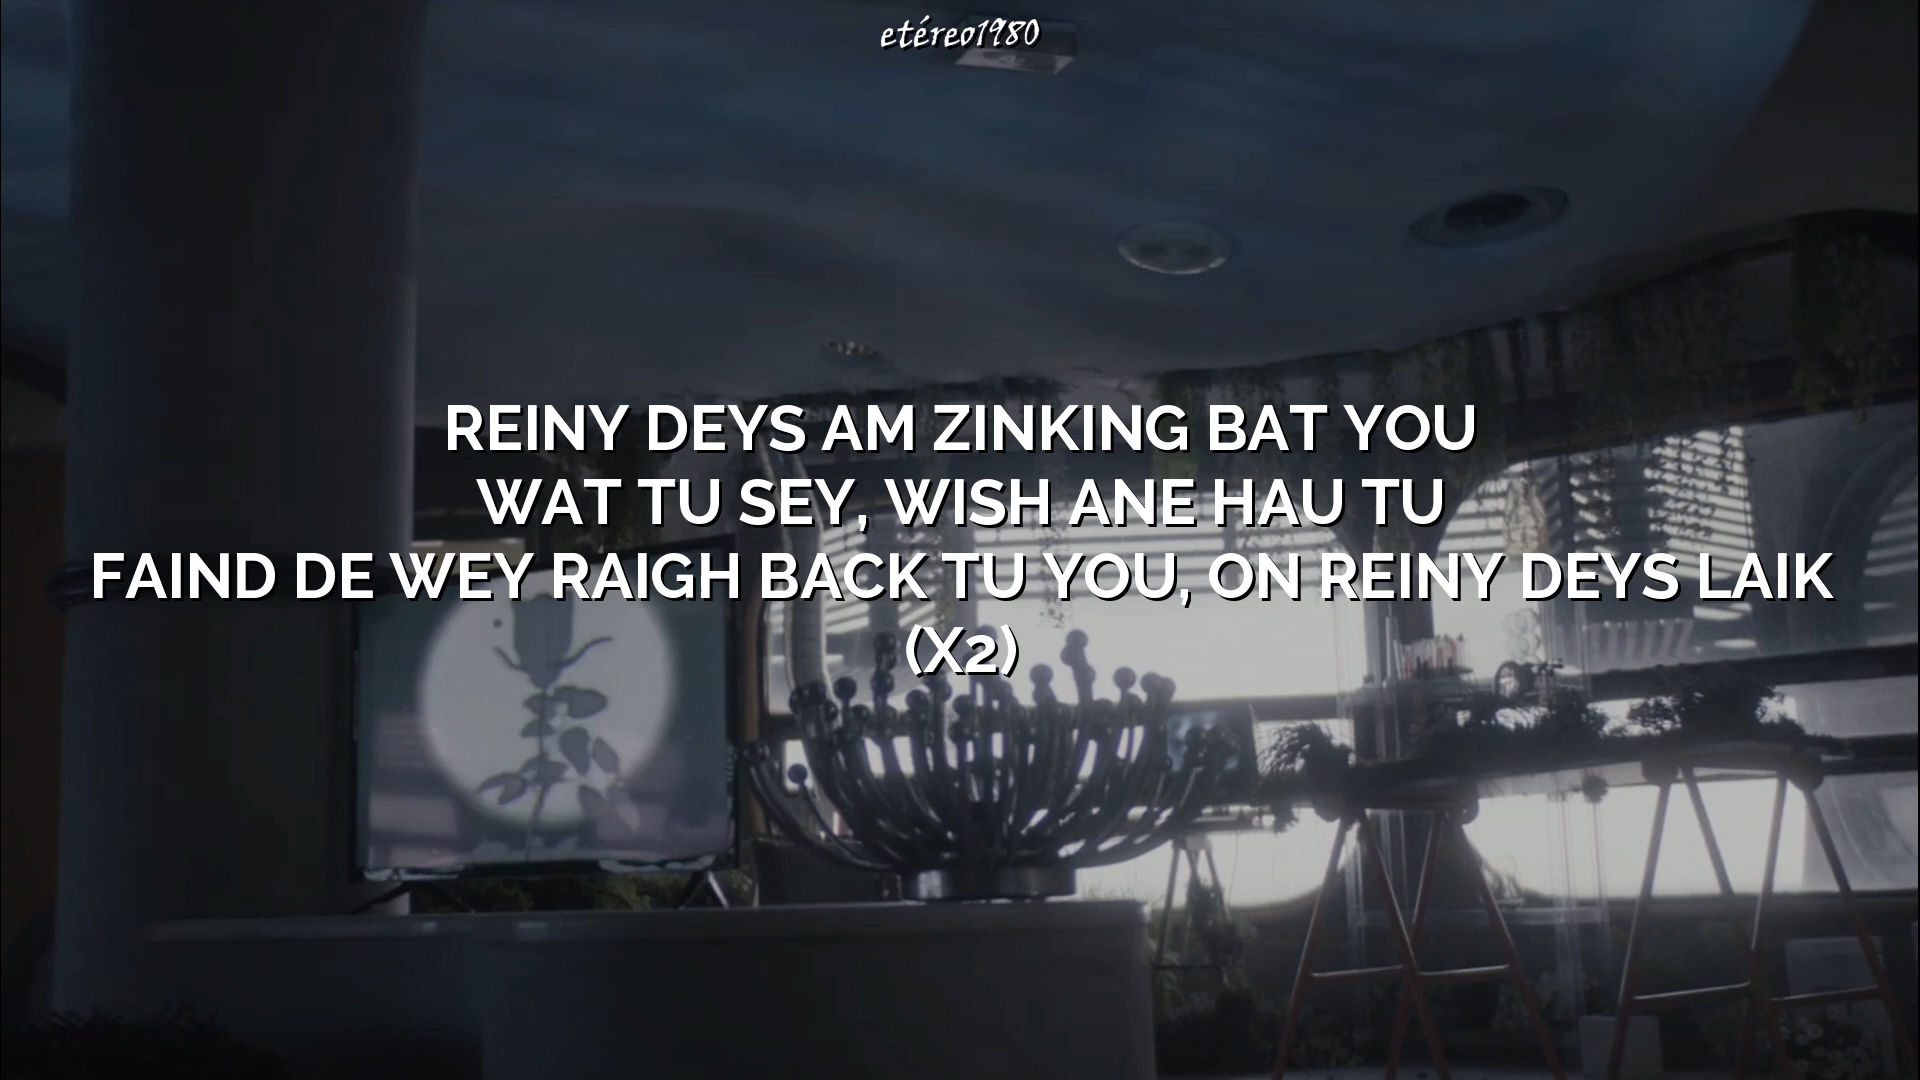 etéreo1980
REINY DEYS AM ZINKING BAT YOU
WAT TU SEY, WISH ANE HAU TU
FAIND DE WEY RAIGH BACK TU YOU, ON REINY DEYS LAIK
(X2)